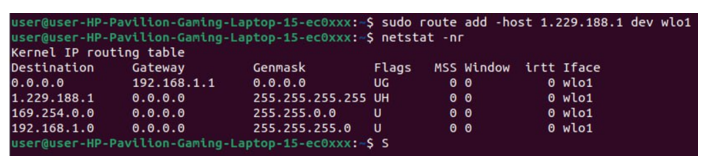 user@user-HP-Pavilion-Gaming-Laptop-15-ec0xxx:~$ sudo route add -host 1.229.188.1 dev wlo1
user@user-HP-Pavilion-Gaming-Laptop-15-ec0xxx:~$ netstat -nr
Kernel IP routing table
Destination Gateway Genmask Flags MSS Window irtt Iface
0.0.0.0 192.168.1.1 0.0.0.0 UG 0 0 0 wlo1
1.229.188.1 0.0.0.0 255.255.255.255 UH 0 0 0 wlo1
169.254.0.0 0.0.0.0 255.255.0.0 U 0 0 0 wlo1
192.168.1.0 0.0.0.0 255.255.255.0 U 0 0 0 wlo1
user@user-HP-Pavilion-Gaming-Laptop-15-ec0xxx:~$ S